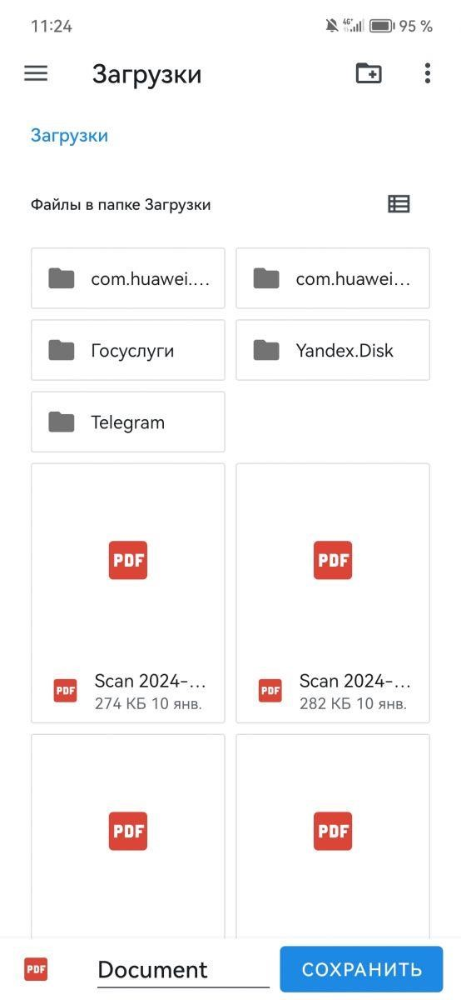 11:24
4G+
95 %
Загрузки
Загрузки
Файлы в папке Загрузки
com.huawei.…
com.huawei…
Госуслуги
Yandex.Disk
Telegram
PDF
PDF
PDF
Scan 2024-…
274 КБ 10 янв.
PDF
Scan 2024-…
282 КБ 10 янв.
PDF
PDF
PDF
Document
СОХРАНИТЬ